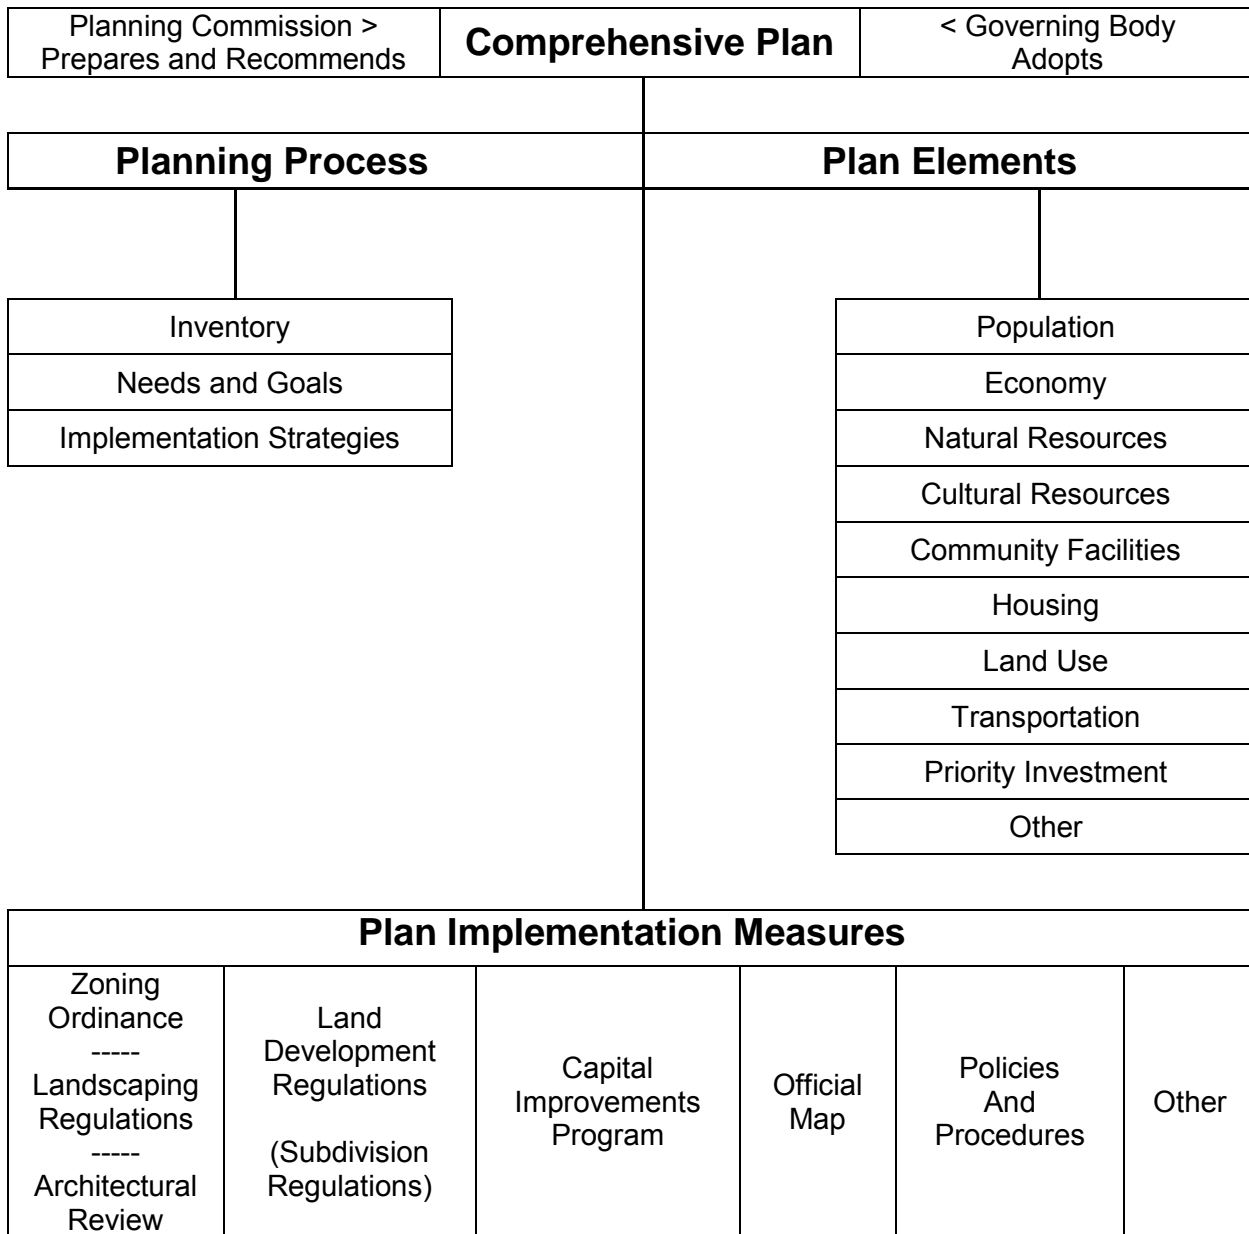 Planning Commission >
Prepares and Recommends
Comprehensive Plan
< Governing Body
Adopts
Planning Process
Plan Elements
Inventory
Needs and Goals
Implementation Strategies
Population
Economy
Natural Resources
Cultural Resources
Community Facilities
Housing
Land Use
Transportation
Priority Investment
Other
Plan Implementation Measures
Zoning
Ordinance
-----
Landscaping
Regulations
-----
Architectural
Review
Land
Development
Regulations
(Subdivision
Regulations)
Capital
Improvements
Program
Official
Map
Policies
And
Procedures
Other